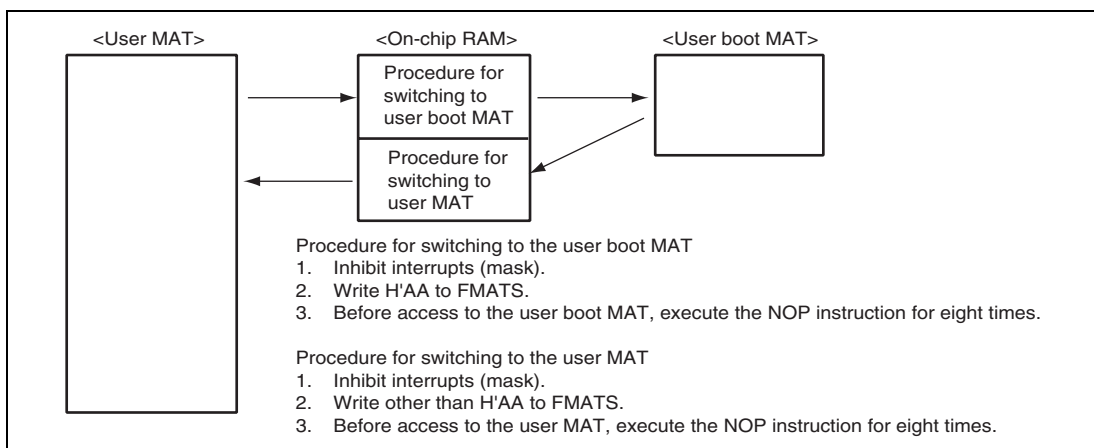 <User MAT>
<On-chip RAM>
<User boot MAT>
Procedure for
switching to
user boot MAT
Procedure for
switching to
user MAT
Procedure for switching to the user boot MAT
1. Inhibit interrupts (mask).
2. Write H'AA to FMATS.
3. Before access to the user boot MAT, execute the NOP instruction for eight times.
Procedure for switching to the user MAT
1. Inhibit interrupts (mask).
2. Write other than H'AA to FMATS.
3. Before access to the user MAT, execute the NOP instruction for eight times.